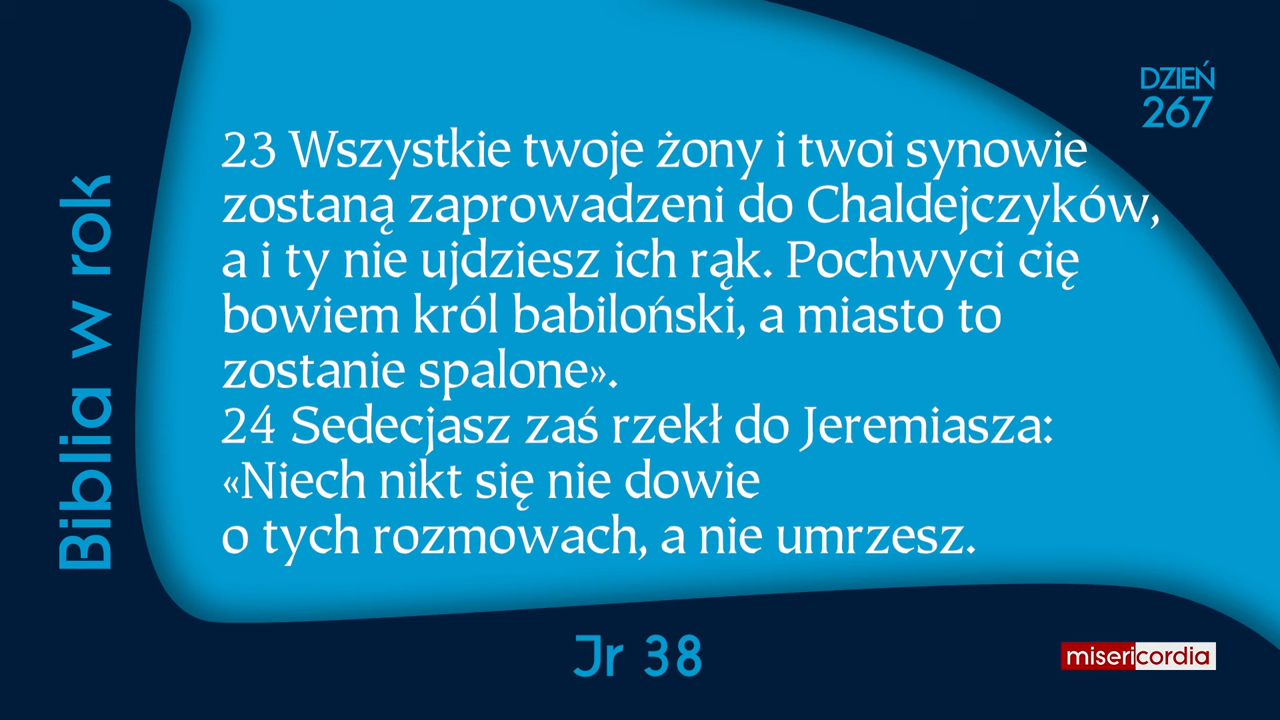 DZIEŃ
267
23 Wszystkie twoje żony i twoi synowie
zostaną zaprowadzeni do Chaldejczyków,
a i ty nie ujdziesz ich rąk. Pochwyci cię
bowiem król babiloński, a miasto to
zostanie spalone».
24 Sedecjasz zaś rzekł do Jeremiasza:
«Niech nikt się nie dowie
o tych rozmowach, a nie umrzesz.
Biblia w rok
Jr 38
misericordia